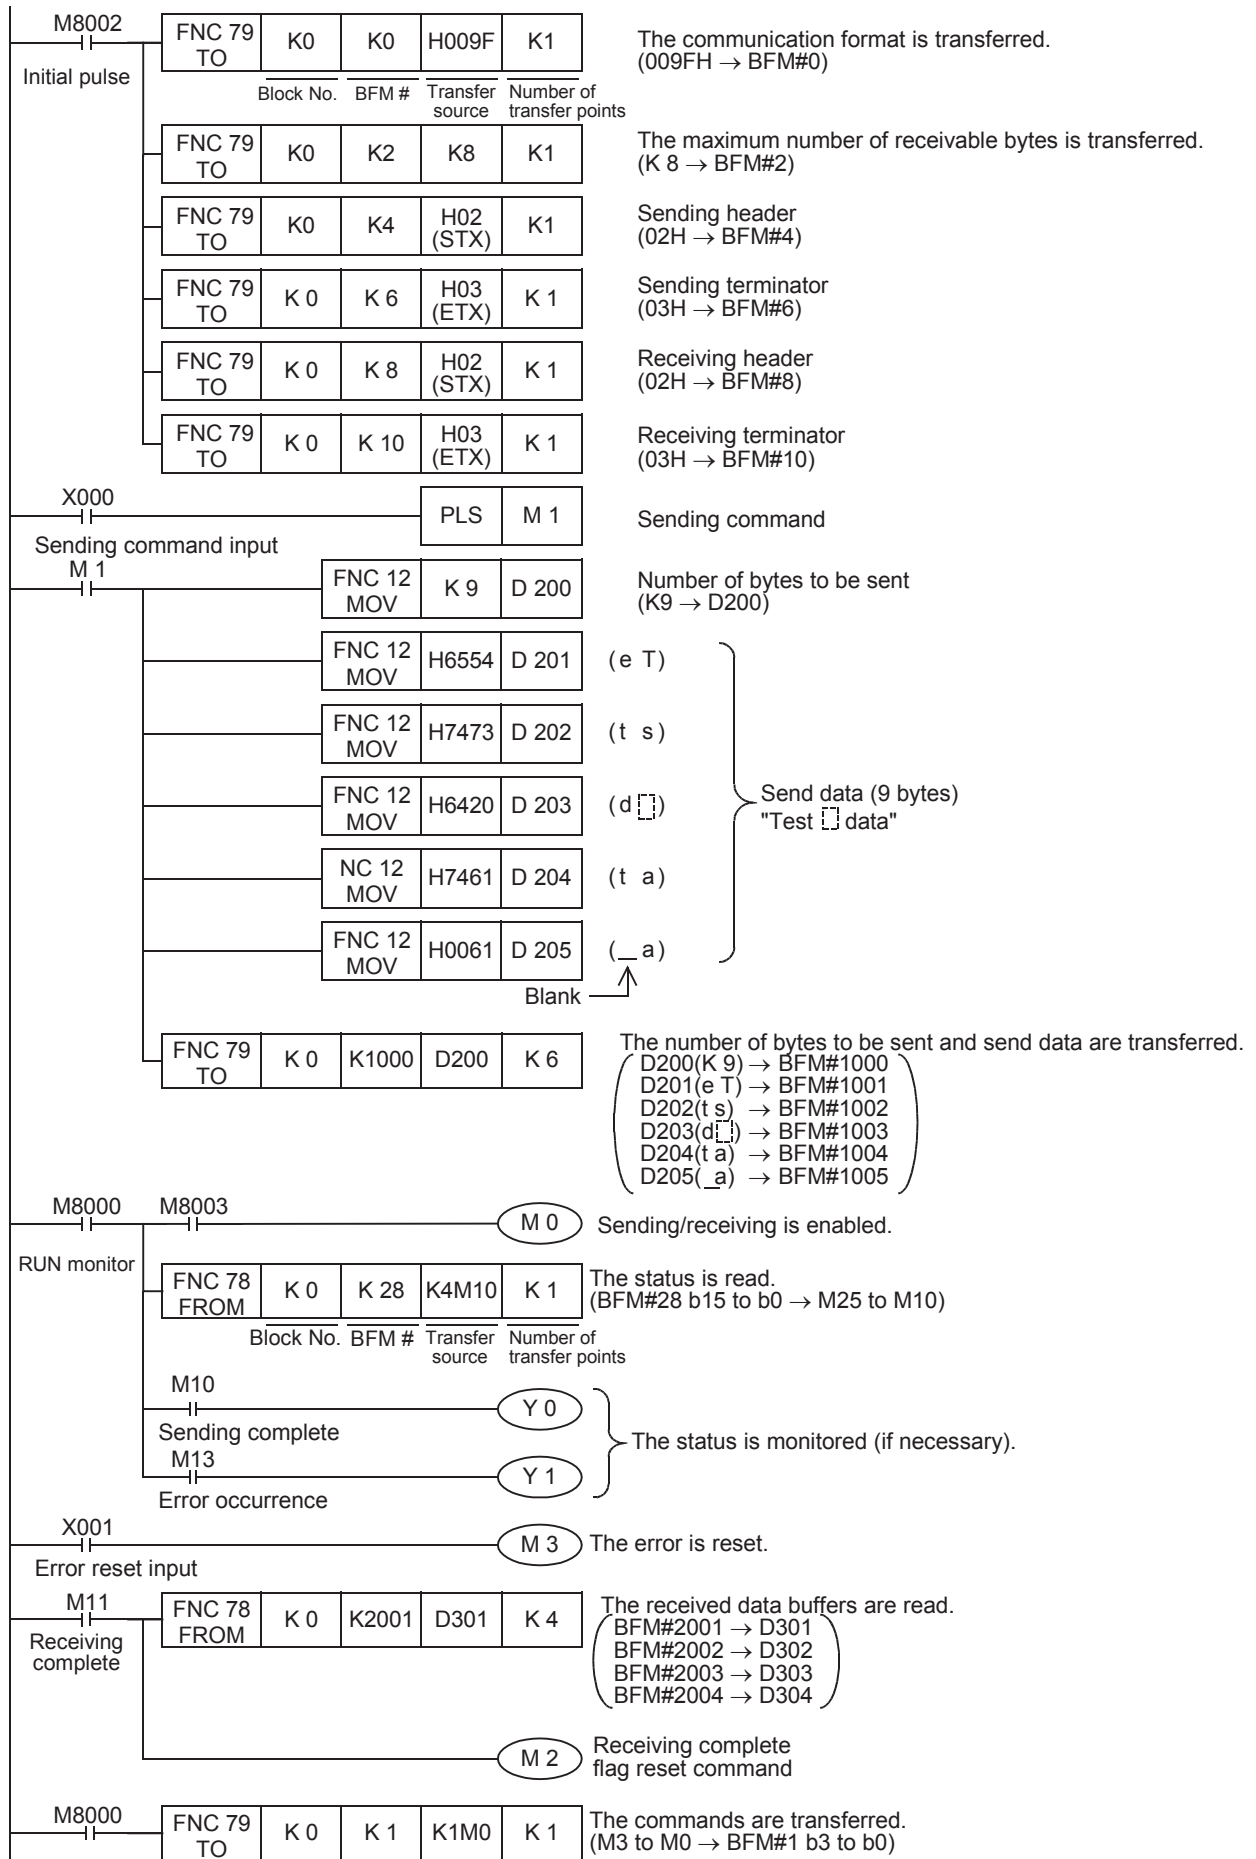 M8002
Initial pulse
FNC 79 TO K0 K0 H009F K1
The communication format is transferred.
(009FH → BFM#0)
Block No. BFM # Transfer source Number of transfer points
FNC 79 TO K0 K2 K8 K1
The maximum number of receivable bytes is transferred.
(K 8 → BFM#2)
FNC 79 TO K0 K4 H02 (STX) K1
Sending header
(02H → BFM#4)
FNC 79 TO K 0 K 6 H03 (ETX) K 1
Sending terminator
(03H → BFM#6)
FNC 79 TO K 0 K 8 H02 (STX) K 1
Receiving header
(02H → BFM#8)
FNC 79 TO K 0 K 10 H03 (ETX) K 1
Receiving terminator
(03H → BFM#10)
X000
Sending command input
PLS M 1
Sending command
M 1
FNC 12 MOV K 9 D 200
Number of bytes to be sent
(K9 → D200)
FNC 12 MOV H6554 D 201 (e T)
FNC 12 MOV H7473 D 202 (t s)
FNC 12 MOV H6420 D 203 (d )
NC 12 MOV H7461 D 204 (t a)
FNC 12 MOV H0061 D 205 (_ a)
Blank
Send data (9 bytes)
"Test data"
FNC 79 TO K 0 K1000 D200 K 6
The number of bytes to be sent and send data are transferred.
D200(K 9) → BFM#1000
D201(e T) → BFM#1001
D202(t s) → BFM#1002
D203(d ) → BFM#1003
D204(t a) → BFM#1004
D205(_a) → BFM#1005
M8000 M8003
RUN monitor
M 0
Sending/receiving is enabled.
FNC 78 FROM K 0 K 28 K4M10 K 1
The status is read.
(BFM#28 b15 to b0 → M25 to M10)
Block No. BFM # Transfer source Number of transfer points
M10
Sending complete
Y 0
M13
Error occurrence
Y 1
The status is monitored (if necessary).
X001
Error reset input
M 3
The error is reset.
M11
Receiving complete
FNC 78 FROM K 0 K2001 D301 K 4
The received data buffers are read.
BFM#2001 → D301
BFM#2002 → D302
BFM#2003 → D303
BFM#2004 → D304
M 2
Receiving complete
flag reset command
M8000
FNC 79 TO K 0 K 1 K1M0 K 1
The commands are transferred.
(M3 to M0 → BFM#1 b3 to b0)